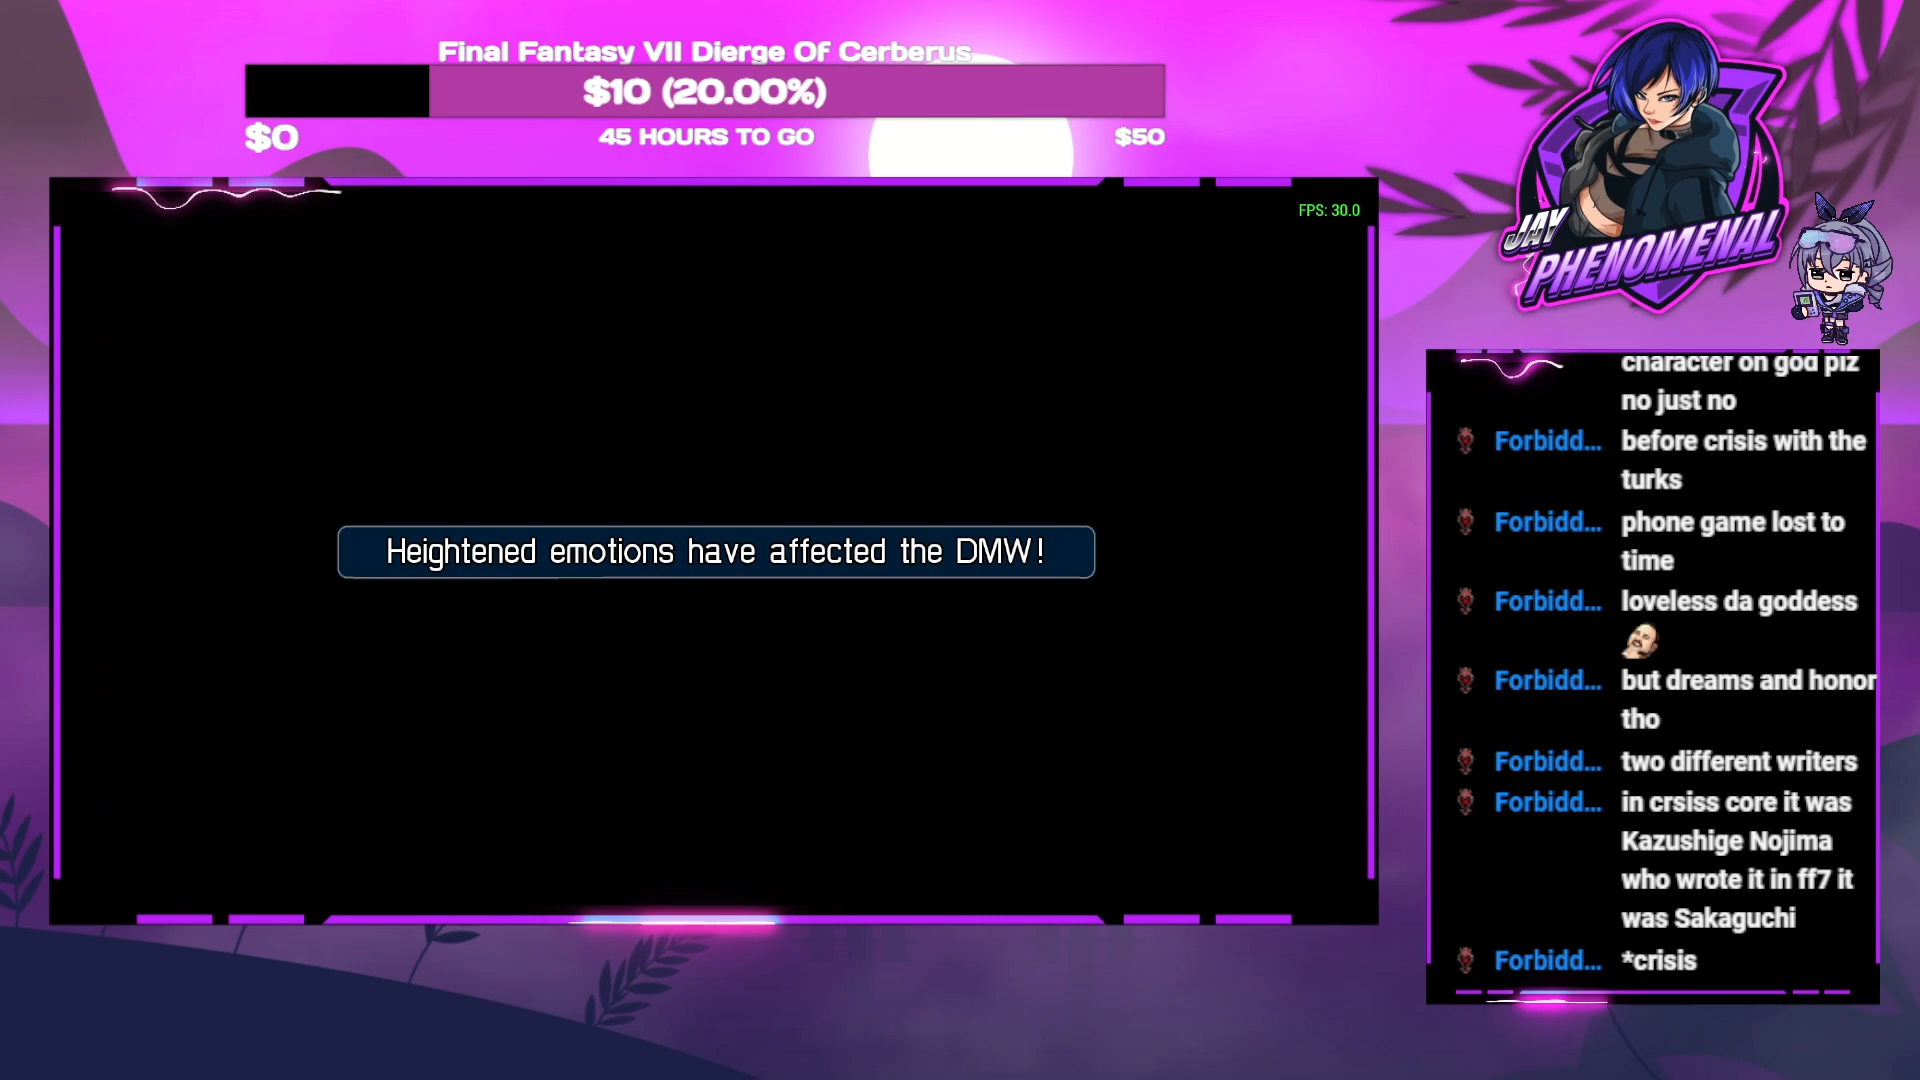 Final Fantasy VII Dierge Of Cerberus
$10 (20.00%)
$0
45 HOURS TO GO
$50
FPS: 30.0
Heightened emotions have affected the DMW!
JAY
PHENOMENAL
character on god plz
no just no
Forbidd... before crisis with the
turks
Forbidd... phone game lost to
time
Forbidd... loveless da goddess
Forbidd... but dreams and honor
tho
Forbidd... two different writers
Forbidd... in crsiss core it was
Kazushige Nojima
who wrote it in ff7 it
was Sakaguchi
Forbidd... *crisis